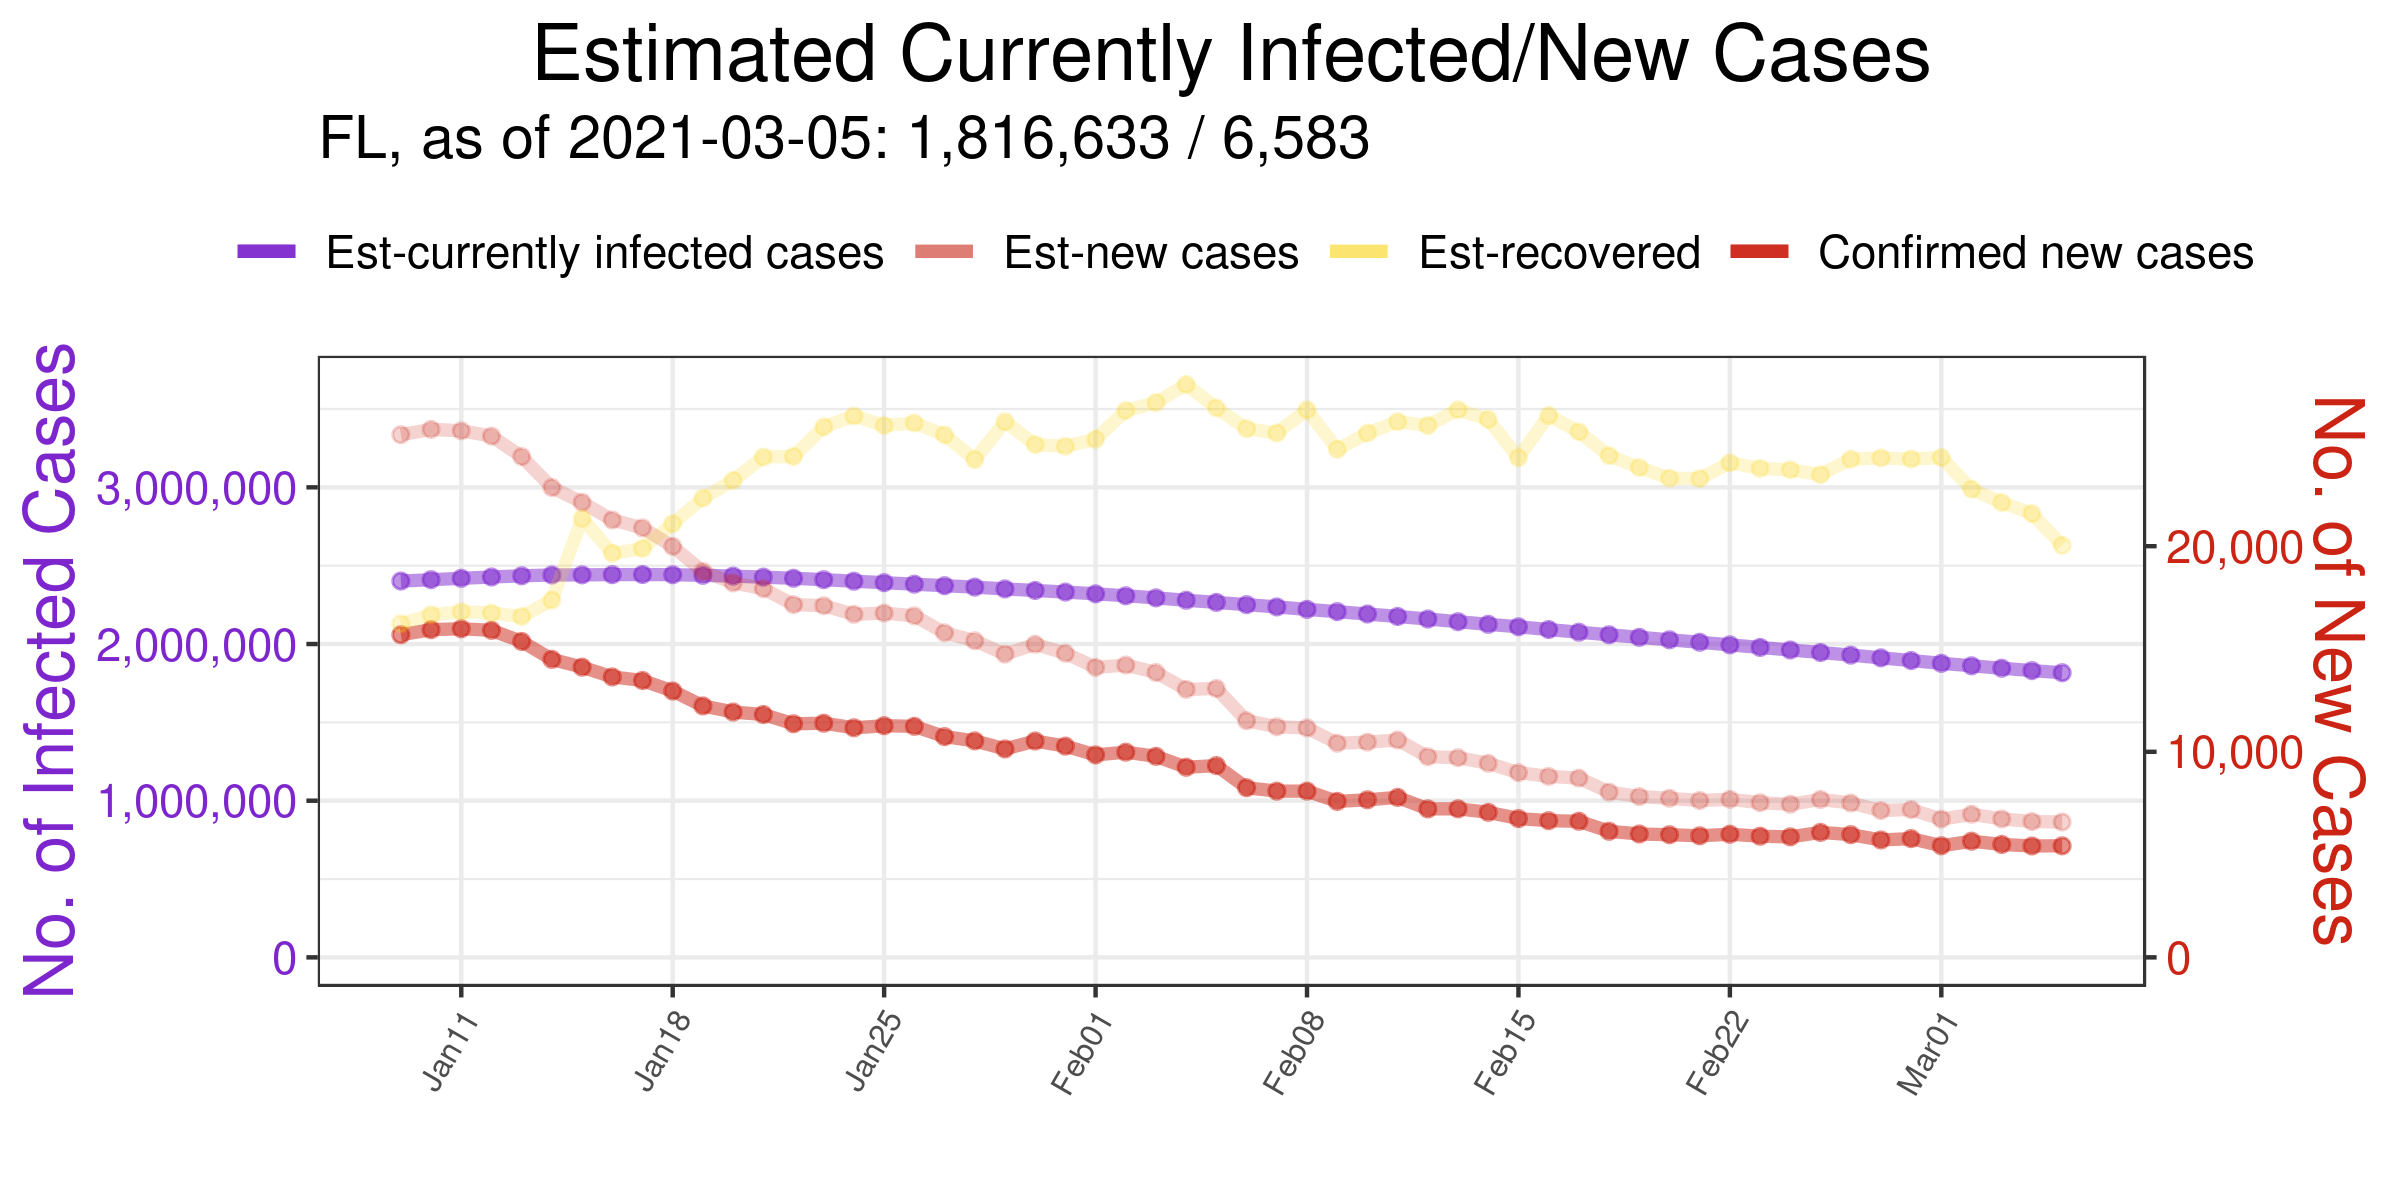 Estimated Currently Infected/New Cases
FL, as of 2021-03-05: 1,816,633 / 6,583
Est-currently infected cases Est-new cases Est-recovered Confirmed new cases
No. of Infected Cases
3,000,000
2,000,000
1,000,000
0
20,000
10,000
0
No. of New Cases
Jan11 Jan18 Jan25 Feb01 Feb08 Feb15 Feb22 Mar01